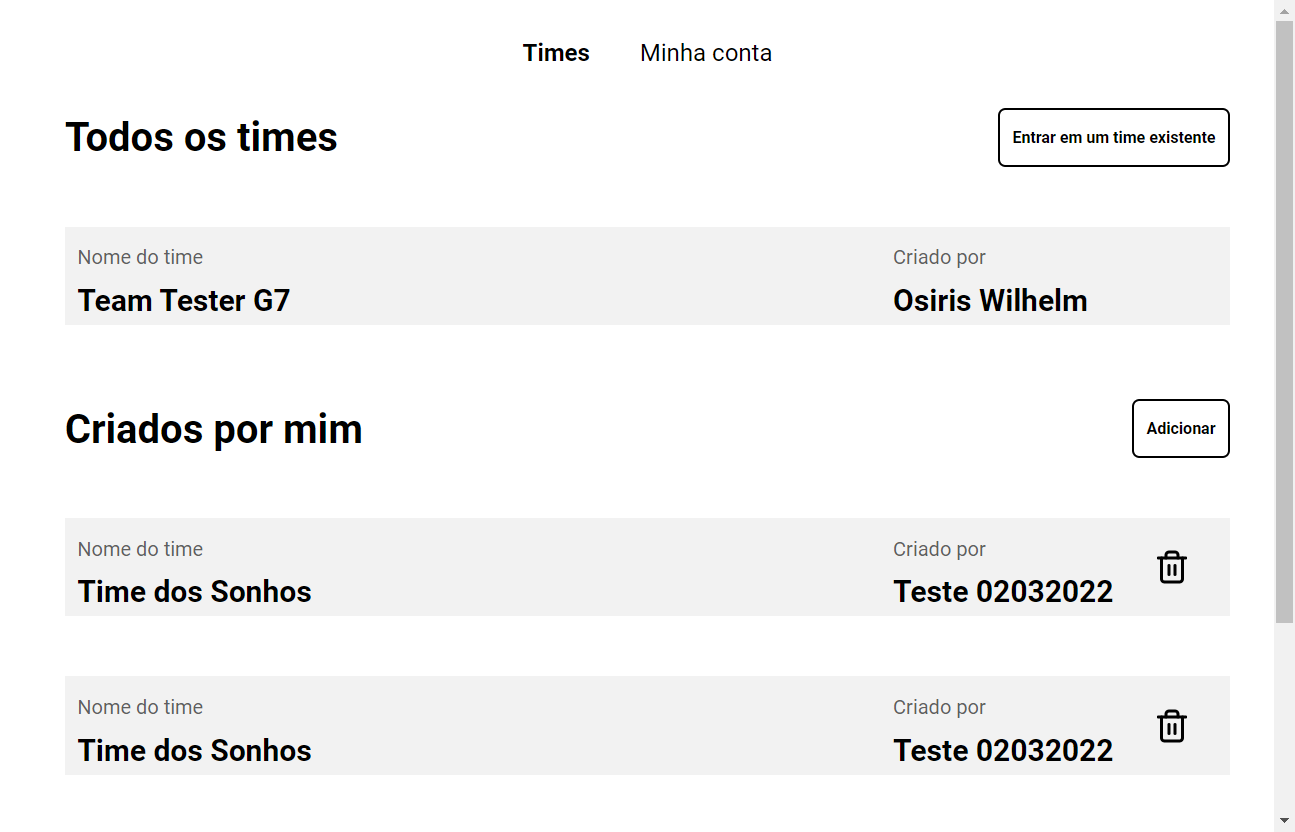 Times Minha conta
Todos os times
Entrar em um time existente
Nome do time Criado por
Team Tester G7 Osiris Wilhelm
Criados por mim
Adicionar
Nome do time Criado por
Time dos Sonhos Teste 02032022
Nome do time Criado por
Time dos Sonhos Teste 02032022